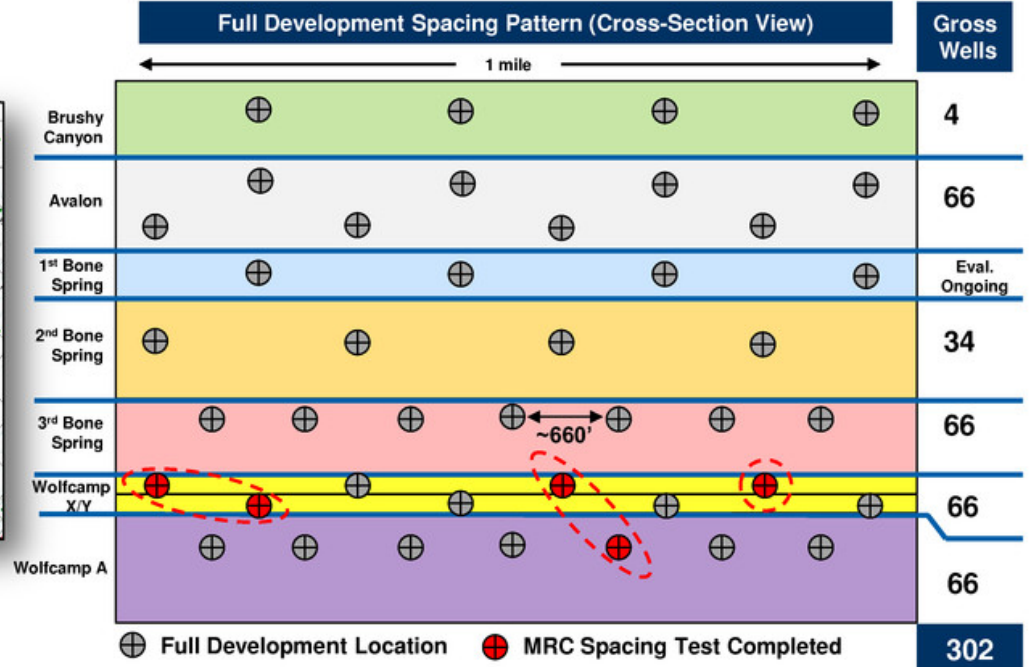 Full Development Spacing Pattern (Cross-Section View)
Gross
Wells
1 mile
Brushy
Canyon
4
Avalon
66
1st Bone
Spring
Eval.
Ongoing
2nd Bone
Spring
34
3rd Bone
Spring
~660’
66
Wolfcamp
X/Y
66
Wolfcamp A
66
Full Development Location
MRC Spacing Test Completed
302